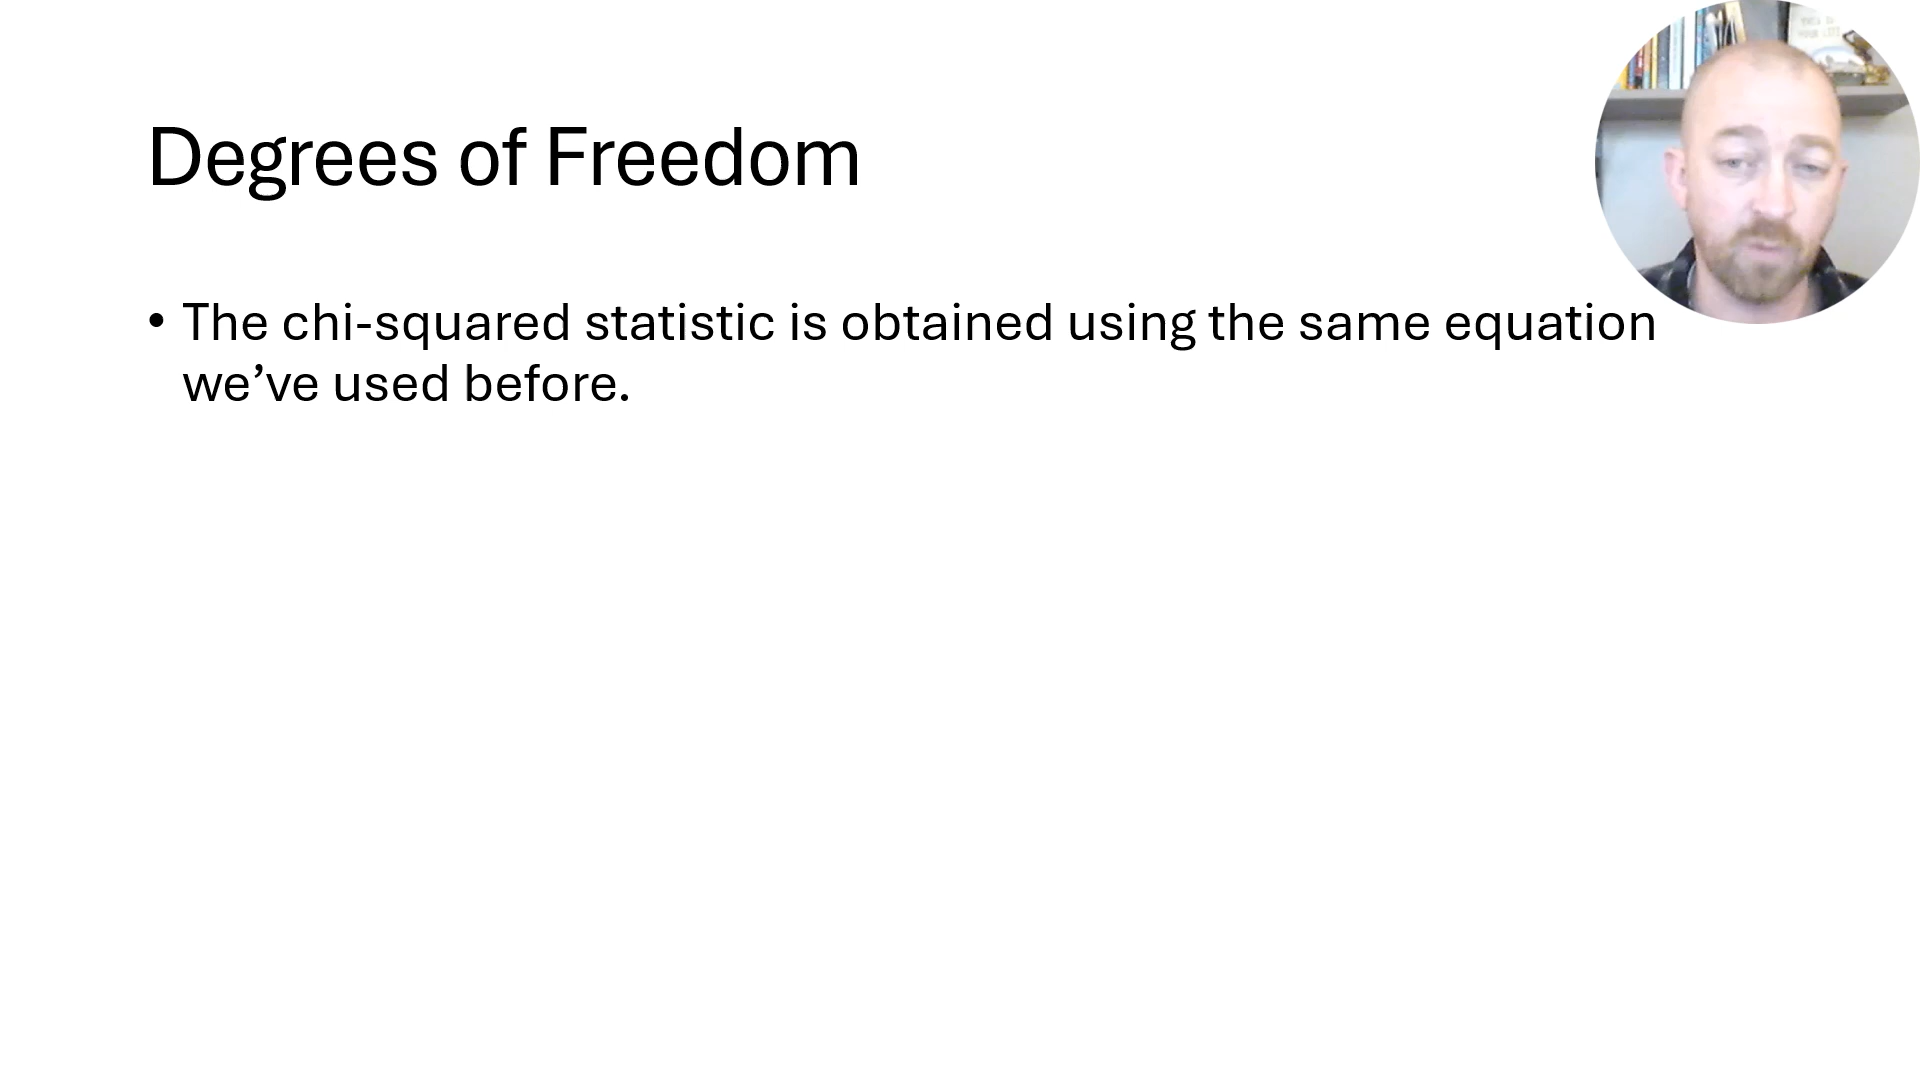 Degrees of Freedom
• The chi-squared statistic is obtained using the same equation
we’ve used before.